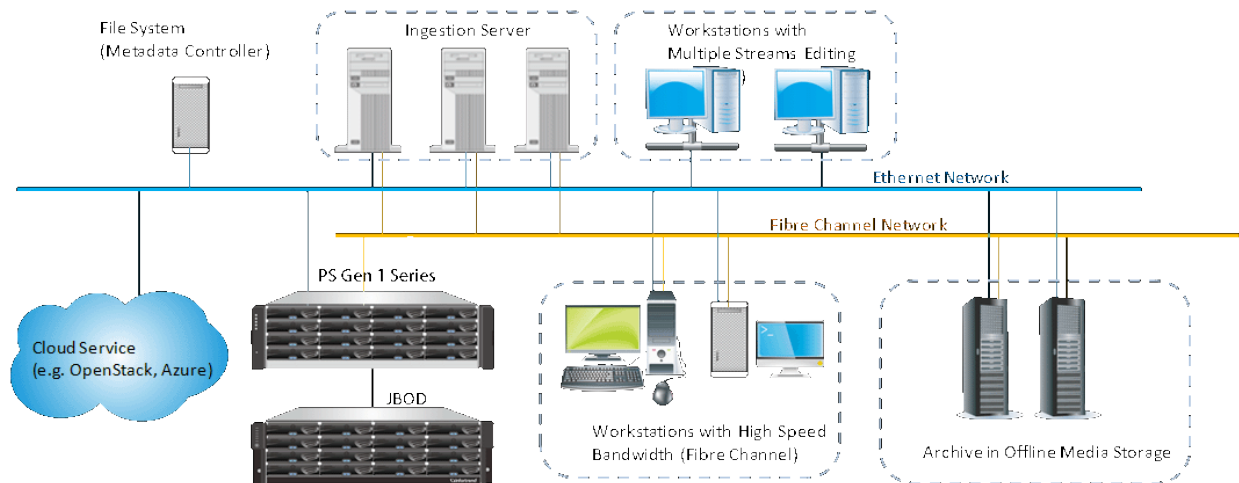 File System
(Metadata Controller)
Ingestion Server
Workstations with
Multiple Streams Editing
)
Ethernet Network
Fibre Channel Network
PS Gen 1 Series
Cloud Service
(e.g. OpenStack, Azure)
JBOD
Workstations with High Speed
Bandwidth (Fibre Channel)
Archive in Offline Media Storage